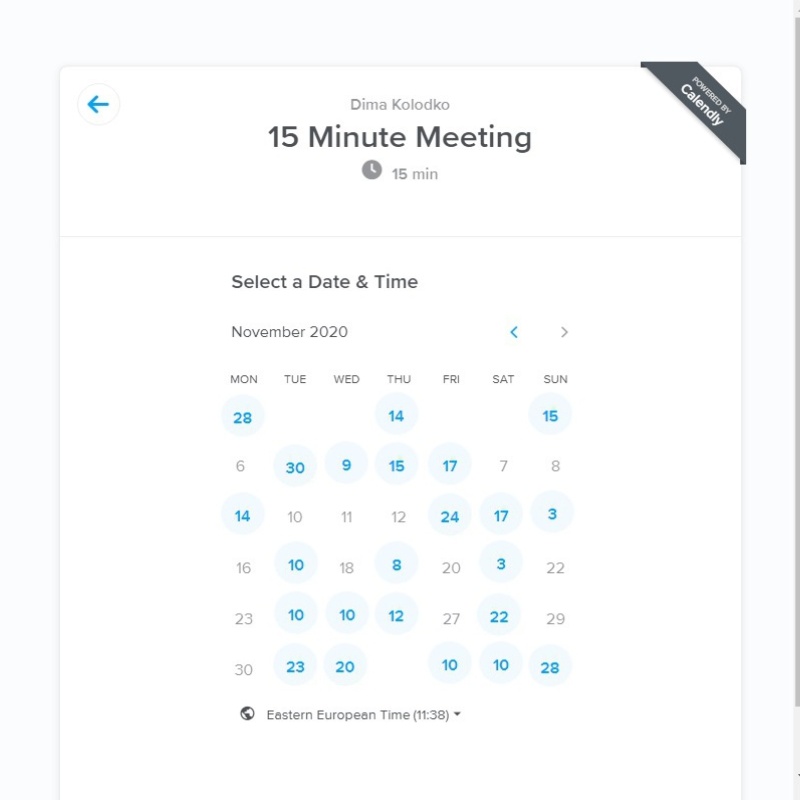 POWERED BY
Calendly
Dima Kolodko
15 Minute Meeting
15 min
Select a Date & Time
November 2020
MON TUE WED THU FRI SAT SUN
28 14 15
6 30 9 15 17 7 8
14 10 11 12 24 17 3
16 10 18 8 20 3 22
23 10 10 12 27 22 29
30 23 20 10 10 28
Eastern European Time (11:38)